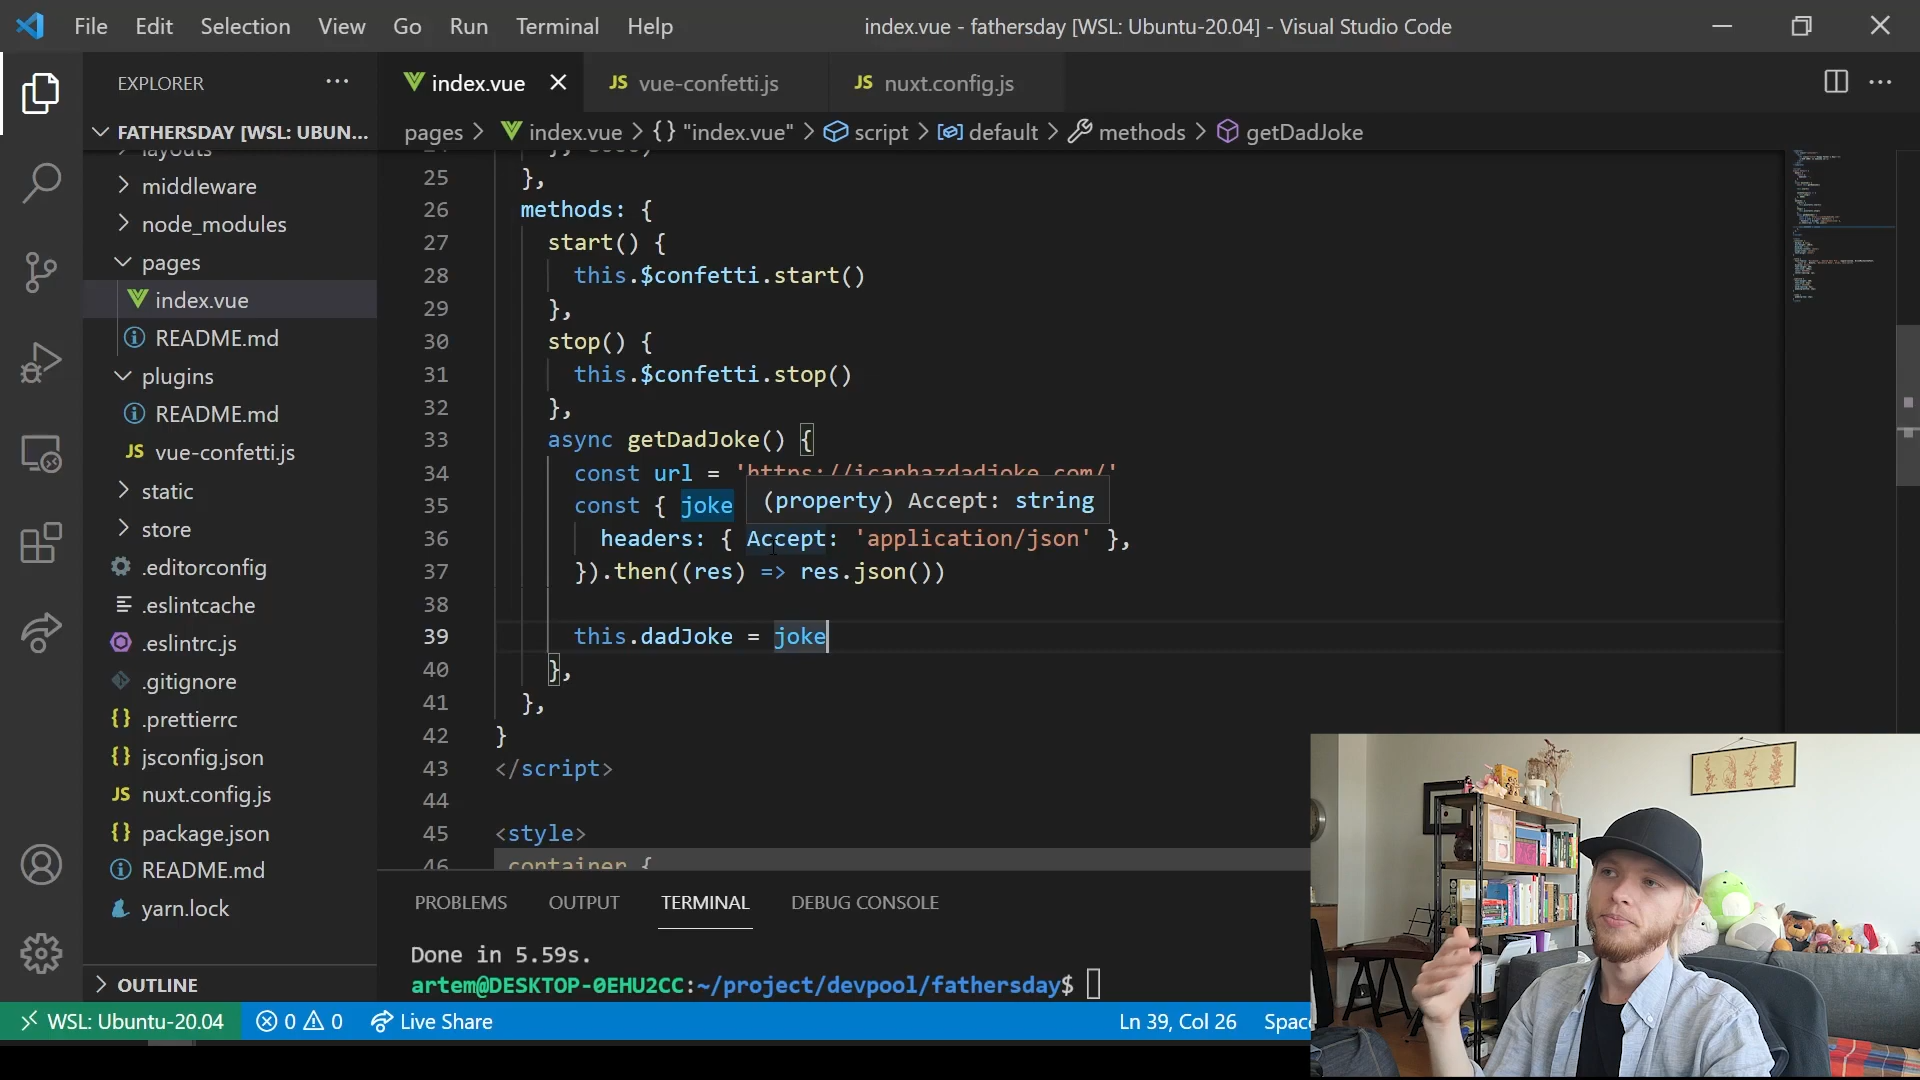 File Edit Selection View Go Run Terminal Help
index.vue - fathersday [WSL: Ubuntu-20.04] - Visual Studio Code
EXPLORER
index.vue
JS vue-confetti.js
JS nuxt.config.js
FATHERSDAY [WSL: UBUN...
pages > index.vue > {} "index.vue" > script > default > methods > getDadJoke
layouts
middleware
node_modules
pages
index.vue
README.md
plugins
README.md
JS vue-confetti.js
static
store
.editorconfig
.eslintcache
.eslintrc.js
.gitignore
{} .prettierrc
{} jsconfig.json
JS nuxt.config.js
{} package.json
README.md
yarn.lock
OUTLINE
25 },
26 methods: {
27 start() {
28 this.$confetti.start()
29 },
30 stop() {
31 this.$confetti.stop()
32 },
33 async getDadJoke() {
34 const url = 'https://icanhazdadjoke.com/'
35 const { joke
(property) Accept: string
36 headers: { Accept: 'application/json' },
37 }).then((res) => res.json())
38
39 this.dadJoke = joke
40 },
41 },
42 }
43 </script>
44
45 <style>
46 container {
PROBLEMS OUTPUT TERMINAL DEBUG CONSOLE
Done in 5.59s.
artem@DESKTOP-0EHU2CC:~/project/devpool/fathersday$
WSL: Ubuntu-20.04 0 0 Live Share Ln 39, Col 26